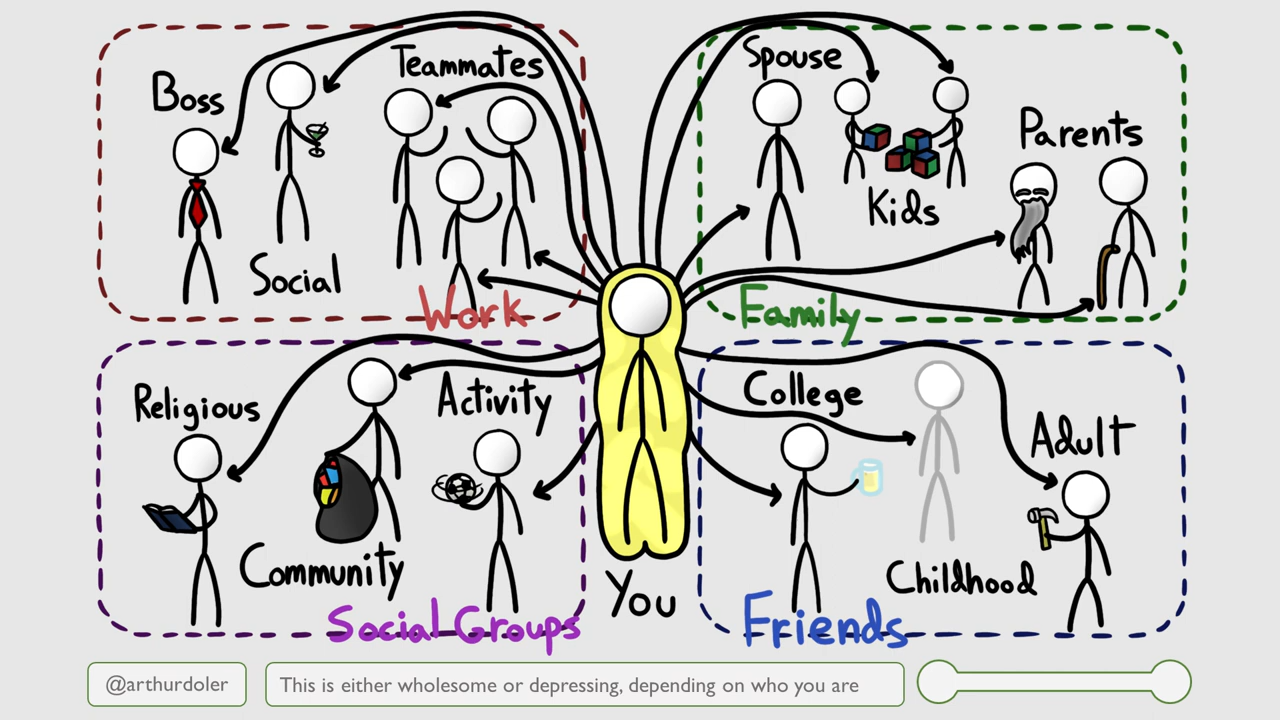 Boss
Social
Teammates
Work
Spouse
Kids
Parents
Family
Religious
Community
Activity
Social Groups
You
College
Childhood
Adult
Friends
@arthurdoler
This is either wholesome or depressing, depending on who you are